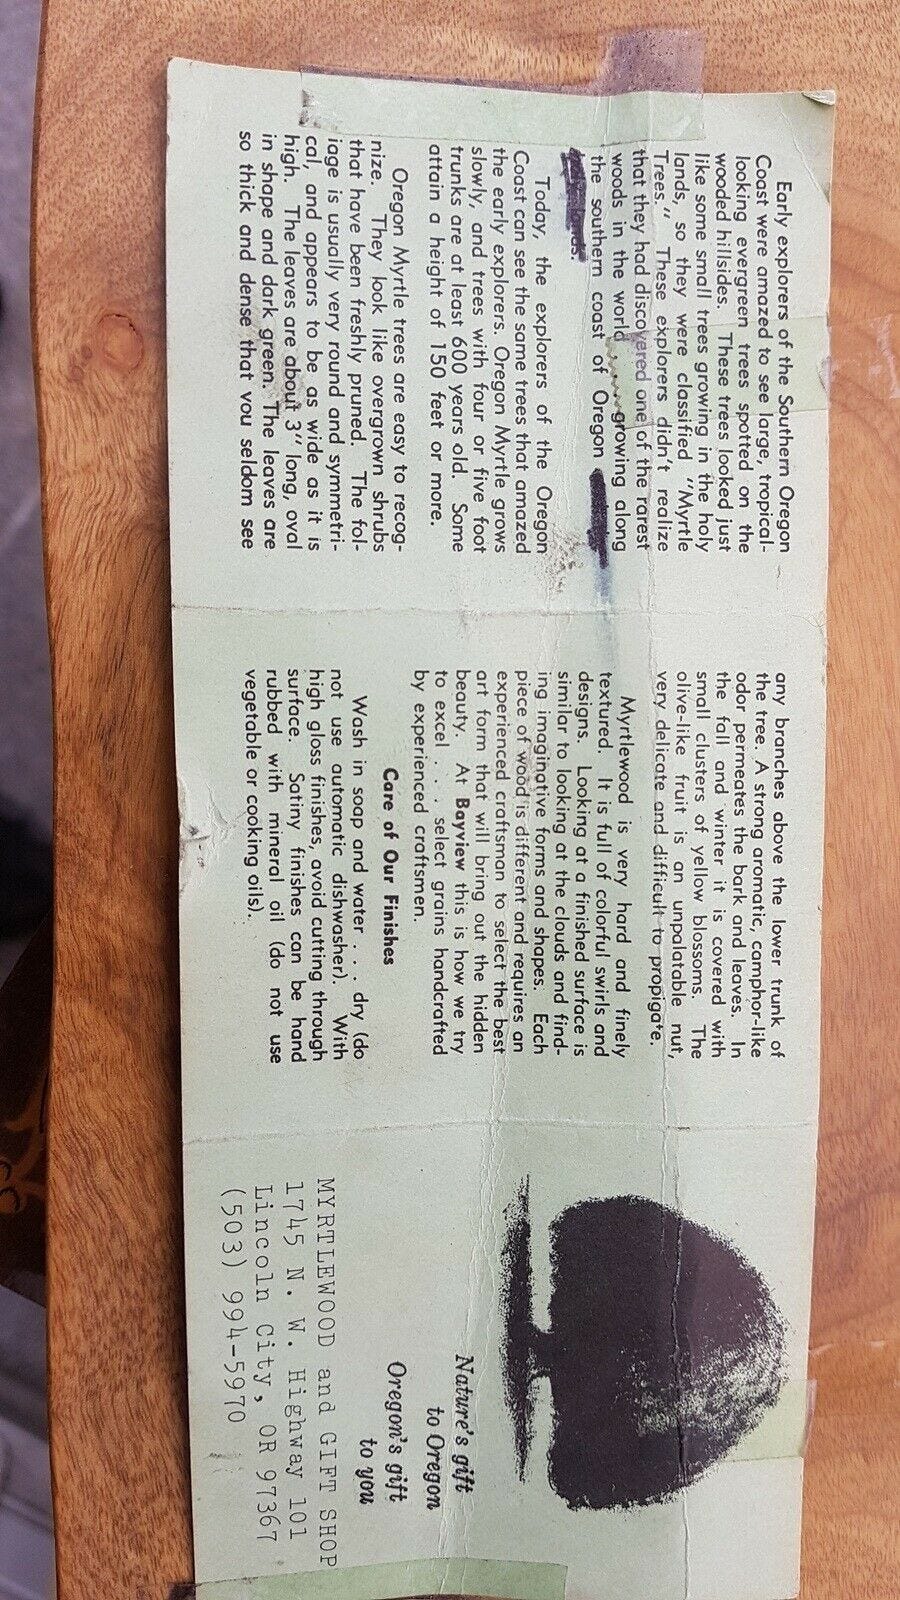 Early explorers of the Southern Oregon
Coast were amazed to see large, tropical-
looking evergreen trees spotted on the
wooded hillsides. These trees looked just
like some small trees growing in the holy
lands, so they were classified "Myrtle
Trees." These explorers didn't realize
that they had discovered one of the rarest
woods in the world .... growing along
the southern coast of Oregon
Today, the explorers of the Oregon
Coast can see the same trees that amazed
the early explorers. Oregon Myrtle grows
slowly, and trees with four or five foot
trunks are at least 600 years old. Some
attain a height of 150 feet or more.
Oregon Myrtle trees are easy to recog-
nize. They look like overgrown shrubs
that have been freshly pruned. The fol-
iage is usually very round and symmetri-
cal, and appears to be as wide as it is
high. The leaves are about 3" long, oval
in shape and dark green. The leaves are
so thick and dense that you seldom see
any branches above the lower trunk of
the tree. A strong aromatic, camphor-like
odor permeates the bark and leaves. In
the fall and winter it is covered with
small clusters of yellow blossoms. The
olive-like fruit is an unpalatable nut,
very delicate and difficult to propigate.
Myrtlewood is very hard and finely
textured. It is full of colorful swirls and
designs. Looking at a finished surface is
similar to looking at the clouds and find-
ing imaginative forms and shapes. Each
piece of wood is different and requires an
experienced craftsman to select the best
art form that will bring out the hidden
beauty. At Bayview this is how we try
to excel . . . select grains handcrafted
by experienced craftsmen.
Care of Our Finishes
Wash in soap and water . . . dry (do
not use automatic dishwasher). With
high gloss finishes, avoid cutting through
surface. Satiny finishes can be hand
rubbed with mineral oil (do not use
vegetable or cooking oils).
Nature's gift
to Oregon
Oregon's gift
to you
MYRTLEWOOD and GIFT SHOP
1745 N. W. Highway 101
Lincoln City, OR 97367
(503) 994-5970